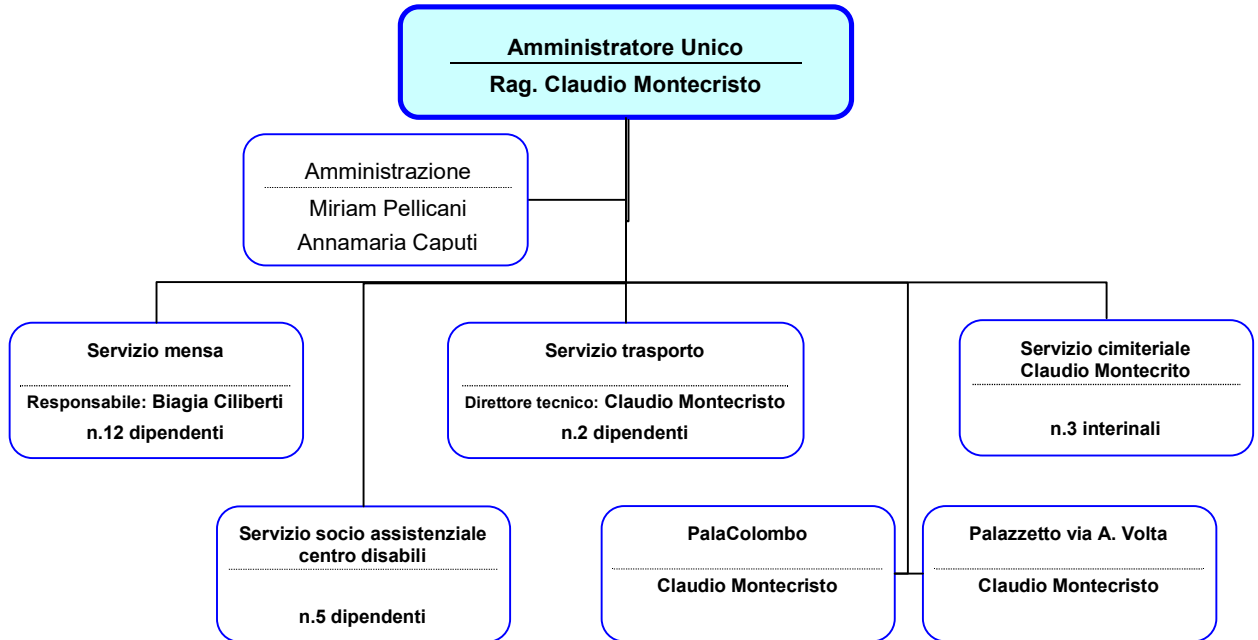 Amministratore Unico
Rag. Claudio Montecristo
Amministrazione
Miriam Pellicani
Annamaria Caputi
Servizio mensa
Responsabile: Biagia Ciliberti
n.12 dipendenti
Servizio trasporto
Direttore tecnico: Claudio Montecristo
n.2 dipendenti
Servizio cimiteriale
Claudio Montecrito
n.3 interinali
Servizio socio assistenziale
centro disabili
n.5 dipendenti
PalaColombo
Claudio Montecristo
Palazzetto via A. Volta
Claudio Montecristo